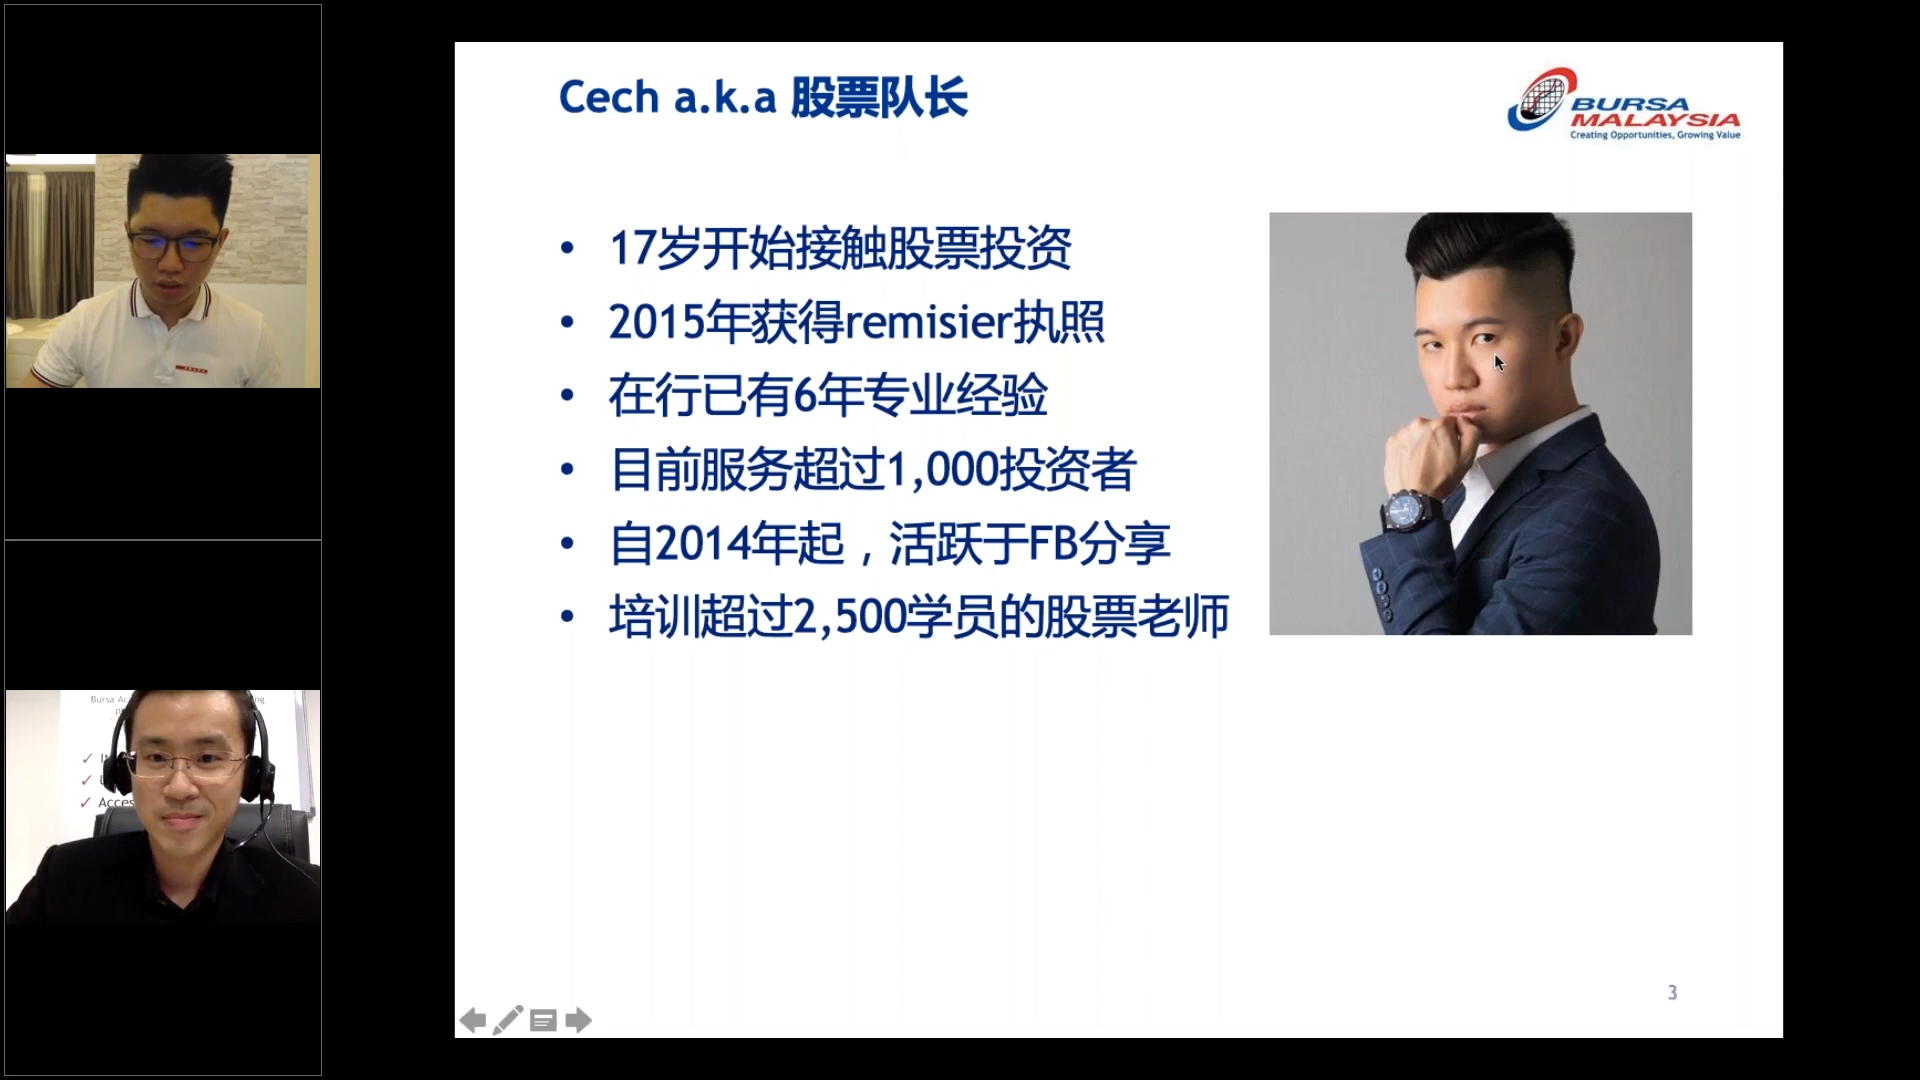 Cech a.k.a 股票队长
BURSA
MALAYSIA
Creating Opportunities, Growing Value
• 17岁开始接触股票投资
• 2015年获得remisier执照
• 在行已有6年专业经验
• 目前服务超过1,000投资者
• 自2014年起，活跃于FB分享
• 培训超过2,500学员的股票老师
3
PRADA
Bursa
✓
✓
✓ Acces